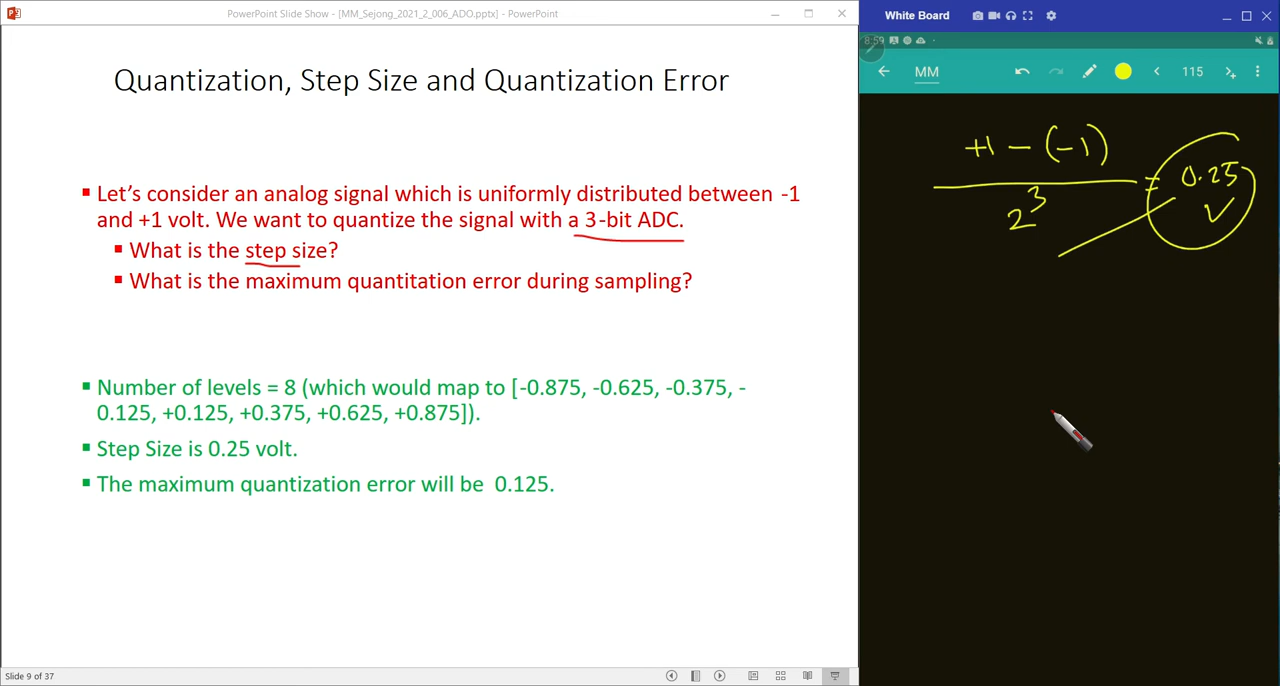 PowerPoint Slide Show - [MM_Sejong_2021_2_006_ADO.pptx] - PowerPoint
White Board
Quantization, Step Size and Quantization Error
▪ Let's consider an analog signal which is uniformly distributed between -1
and +1 volt. We want to quantize the signal with a 3-bit ADC.
▪ What is the step size?
▪ What is the maximum quantitation error during sampling?
▪ Number of levels = 8 (which would map to [-0.875, -0.625, -0.375, -
0.125, +0.125, +0.375, +0.625, +0.875]).
▪ Step Size is 0.25 volt.
▪ The maximum quantization error will be 0.125.
Slide 9 of 37
8:59
MM
115
+1 - (-1)
2^3
= 0.25